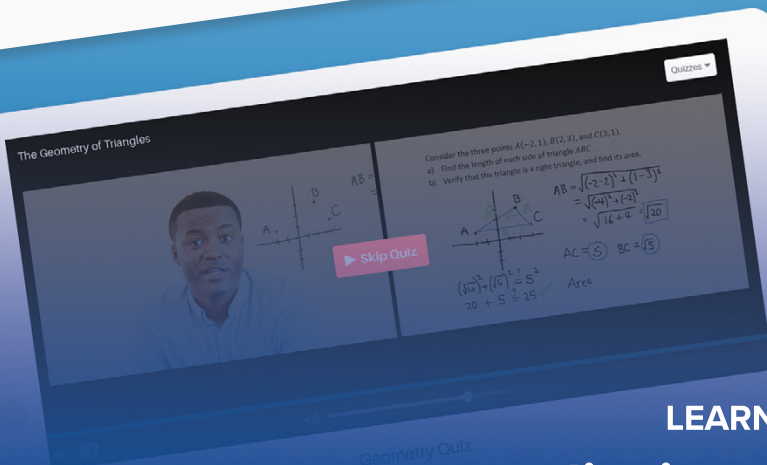 Quizzes
The Geometry of Triangles
Consider the three points A(−2, 1), B(2, 3), and C(3, 1).
a) Find the length of each side of triangle ABC.
b) Verify that the triangle is a right triangle, and find its area.
AB =
=
B
A
C
B
A
C
AB = √(-2-2)² + (1-3)²
= √(-4)² + (-2)²
= √16 + 4 = √20
AC = 5 BC = √5
Skip Quiz
(√20)² + (√5)² ≟ 5²
20 + 5 ≟ 25 ✓
Area
LEARN
Geometry Quiz